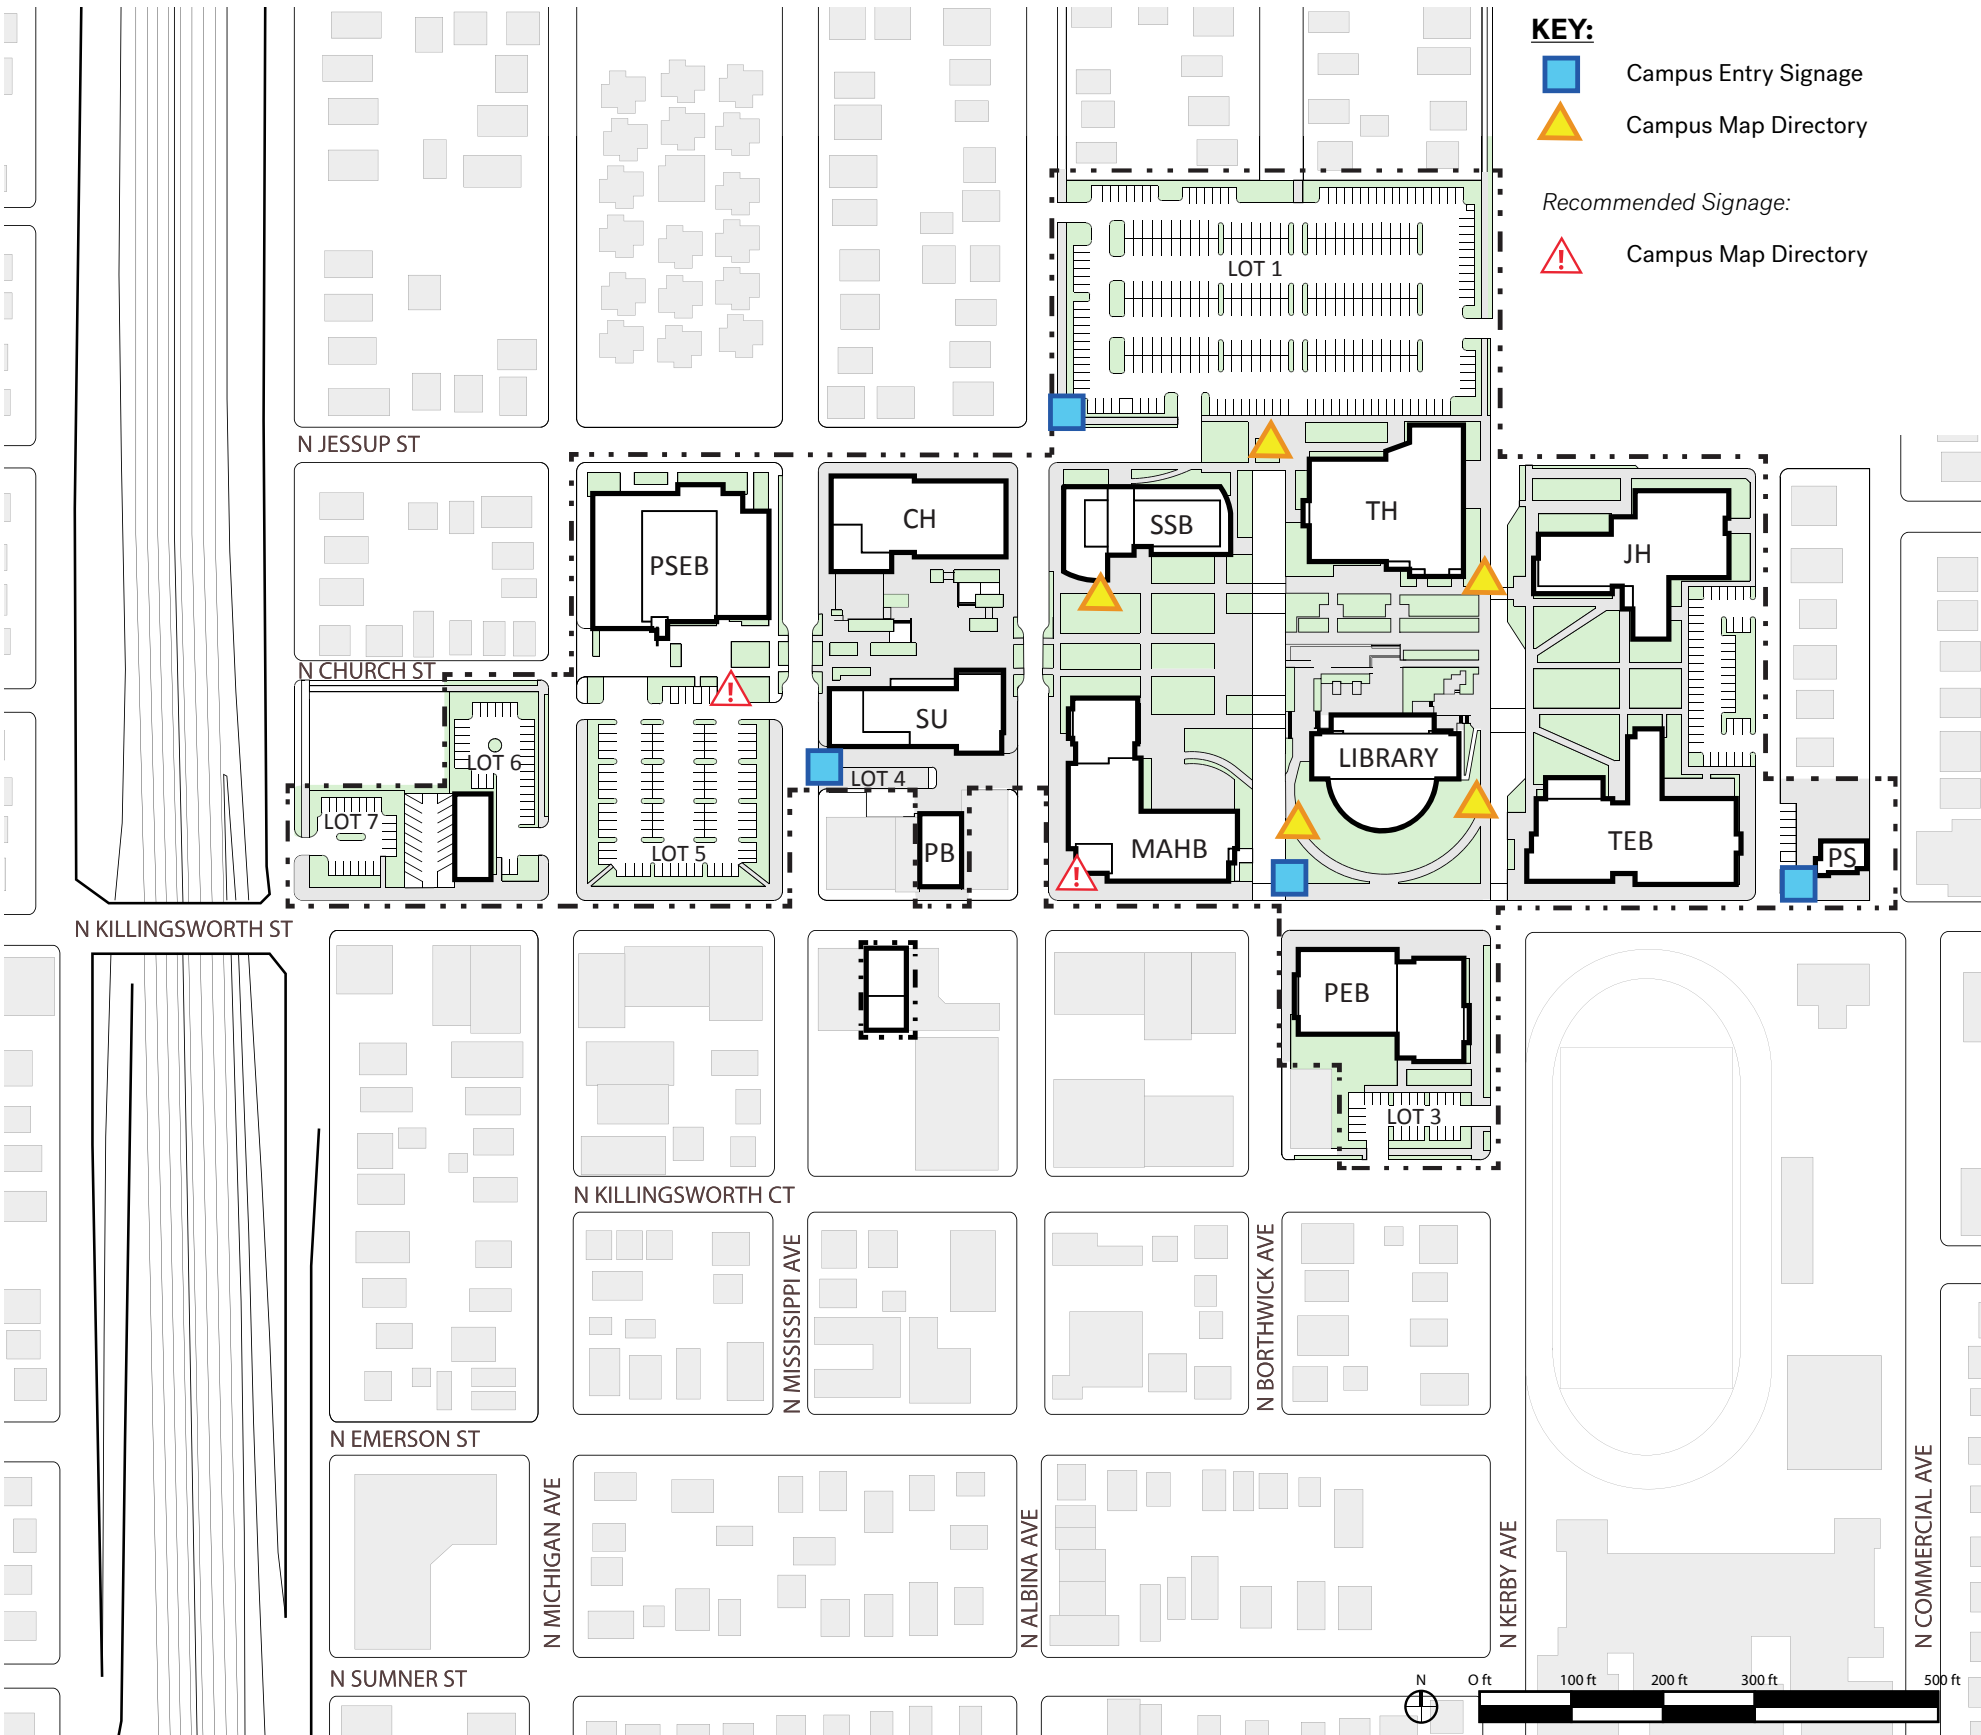 KEY:
Campus Entry Signage
Campus Map Directory
Recommended Signage:
Campus Map Directory
LOT 1
N JESSUP ST
CH
SSB
TH
JH
PSEB
N CHURCH ST
SU
LIBRARY
LOT 6
LOT 4
LOT 7
LOT 5
PB
MAHB
TEB
PS
N KILLINGSWORTH ST
PEB
LOT 3
N KILLINGSWORTH CT
N MISSISSIPPI AVE
N BORTHWICK AVE
N EMERSON ST
N MICHIGAN AVE
N ALBINA AVE
N KERBY AVE
N COMMERCIAL AVE
N SUMNER ST
N
0 ft
100 ft
200 ft
300 ft
500 ft